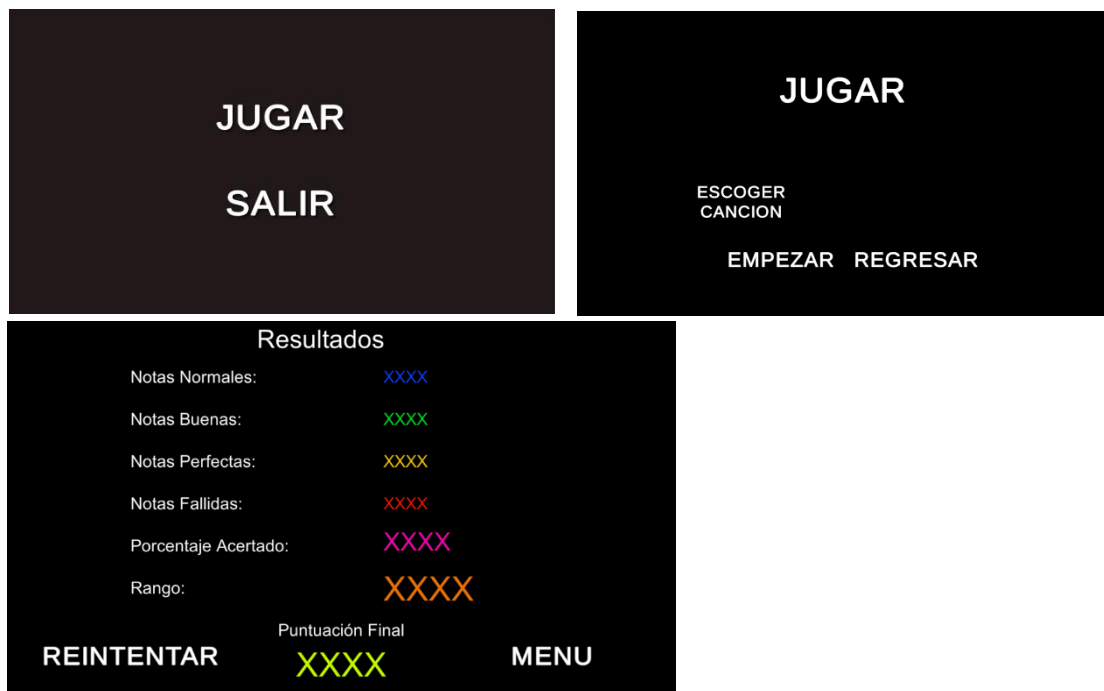 JUGAR
SALIR
JUGAR
ESCOGER
CANCION
EMPEZAR REGRESAR
Resultados
Notas Normales: XXXX
Notas Buenas: XXXX
Notas Perfectas: XXXX
Notas Fallidas: XXXX
Porcentaje Acertado: XXXX
Rango: XXXX
Puntuación Final
REINTENTAR XXXX MENU